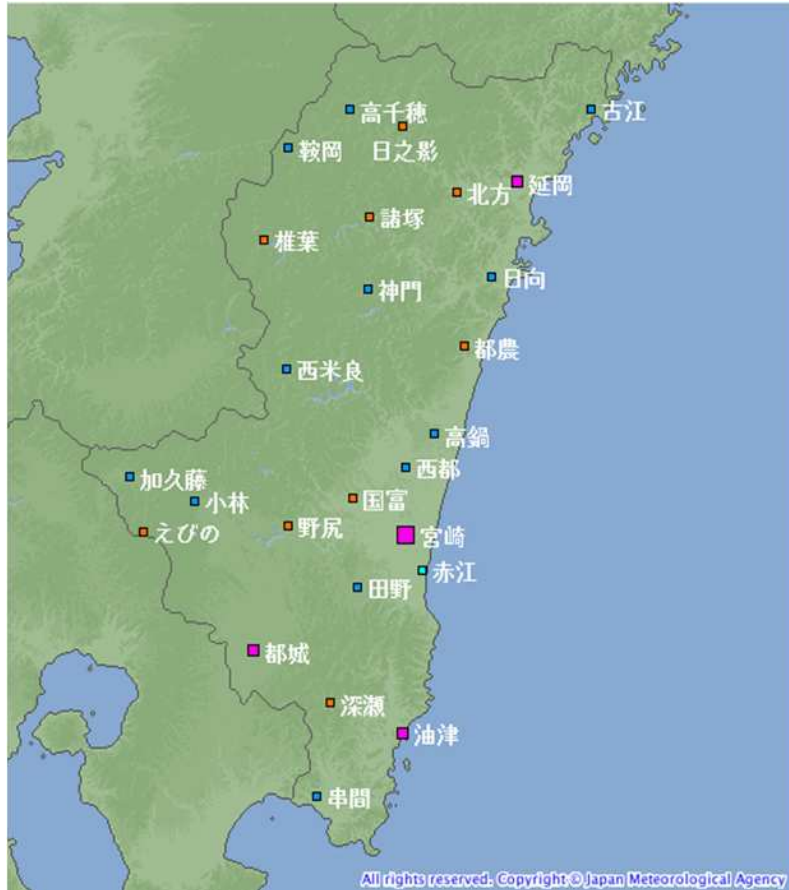 高千穂
古江
日之影
鞍岡
延岡
北方
諸塚
椎葉
日向
神門
都農
西米良
高鍋
西都
加久藤
小林
国富
えびの
野尻
宮崎
赤江
田野
都城
深瀬
油津
串間
All rights reserved. Copyright © Japan Meteorological Agency